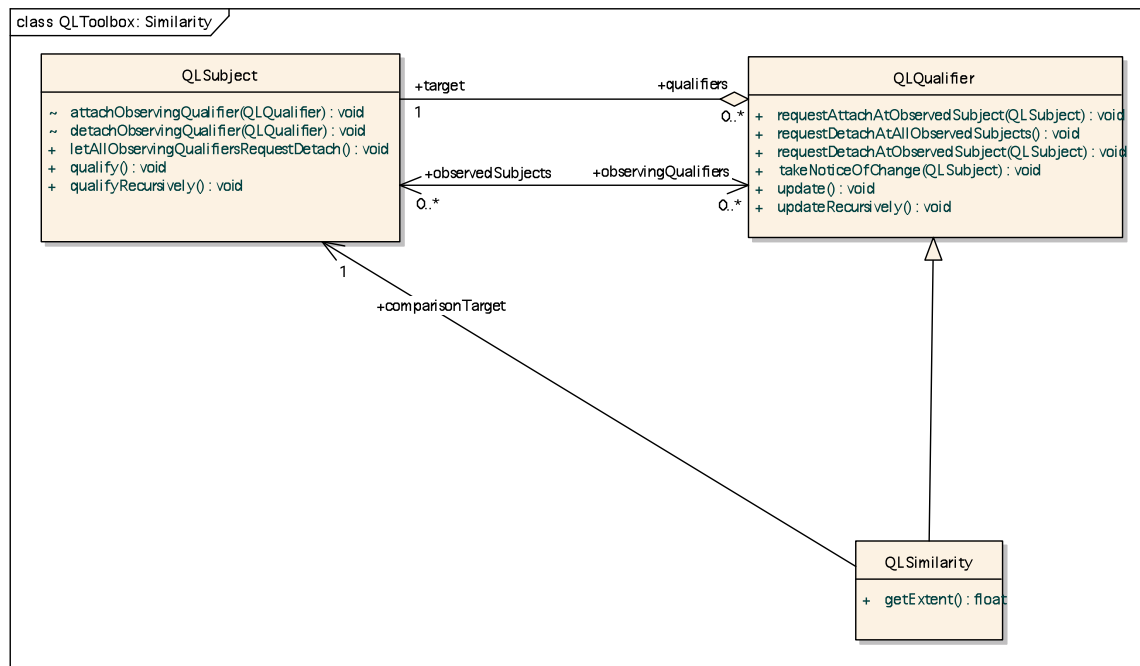 class QLToolbox: Similarity
QLSubject
~ attachObservingQualifier(QLQualifier) : void
~ detachObservingQualifier(QLQualifier) : void
+ letAllObservingQualifiersRequestDetach() : void
+ qualify() : void
+ qualifyRecursively() : void
+target
1
+qualifiers
0..*
QLQualifier
+ requestAttachAtObservedSubject(QLSubject) : void
+ requestDetachAtAllObservedSubjects() : void
+ requestDetachAtObservedSubject(QLSubject) : void
+ takeNoticeOfChange(QLSubject) : void
+ update() : void
+ updateRecursively() : void
+observedSubjects
0..*
+observingQualifiers
0..*
1
+comparisonTarget
QLSimilarity
+ getExtent() : float